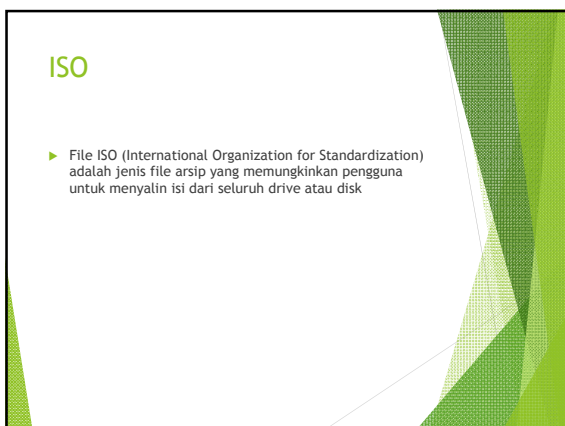 ISO
File ISO (International Organization for Standardization)
adalah jenis file arsip yang memungkinkan pengguna
untuk menyalin isi dari seluruh drive atau disk